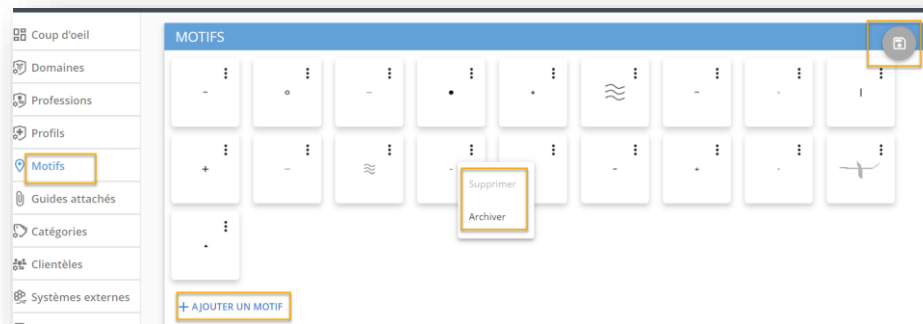 Coup d'oeil
Domaines
Professions
Profils
Motifs
Guides attachés
Catégories
Clientèles
Systèmes externes
MOTIFS
Supprimer
Archiver
+ AJOUTER UN MOTIF